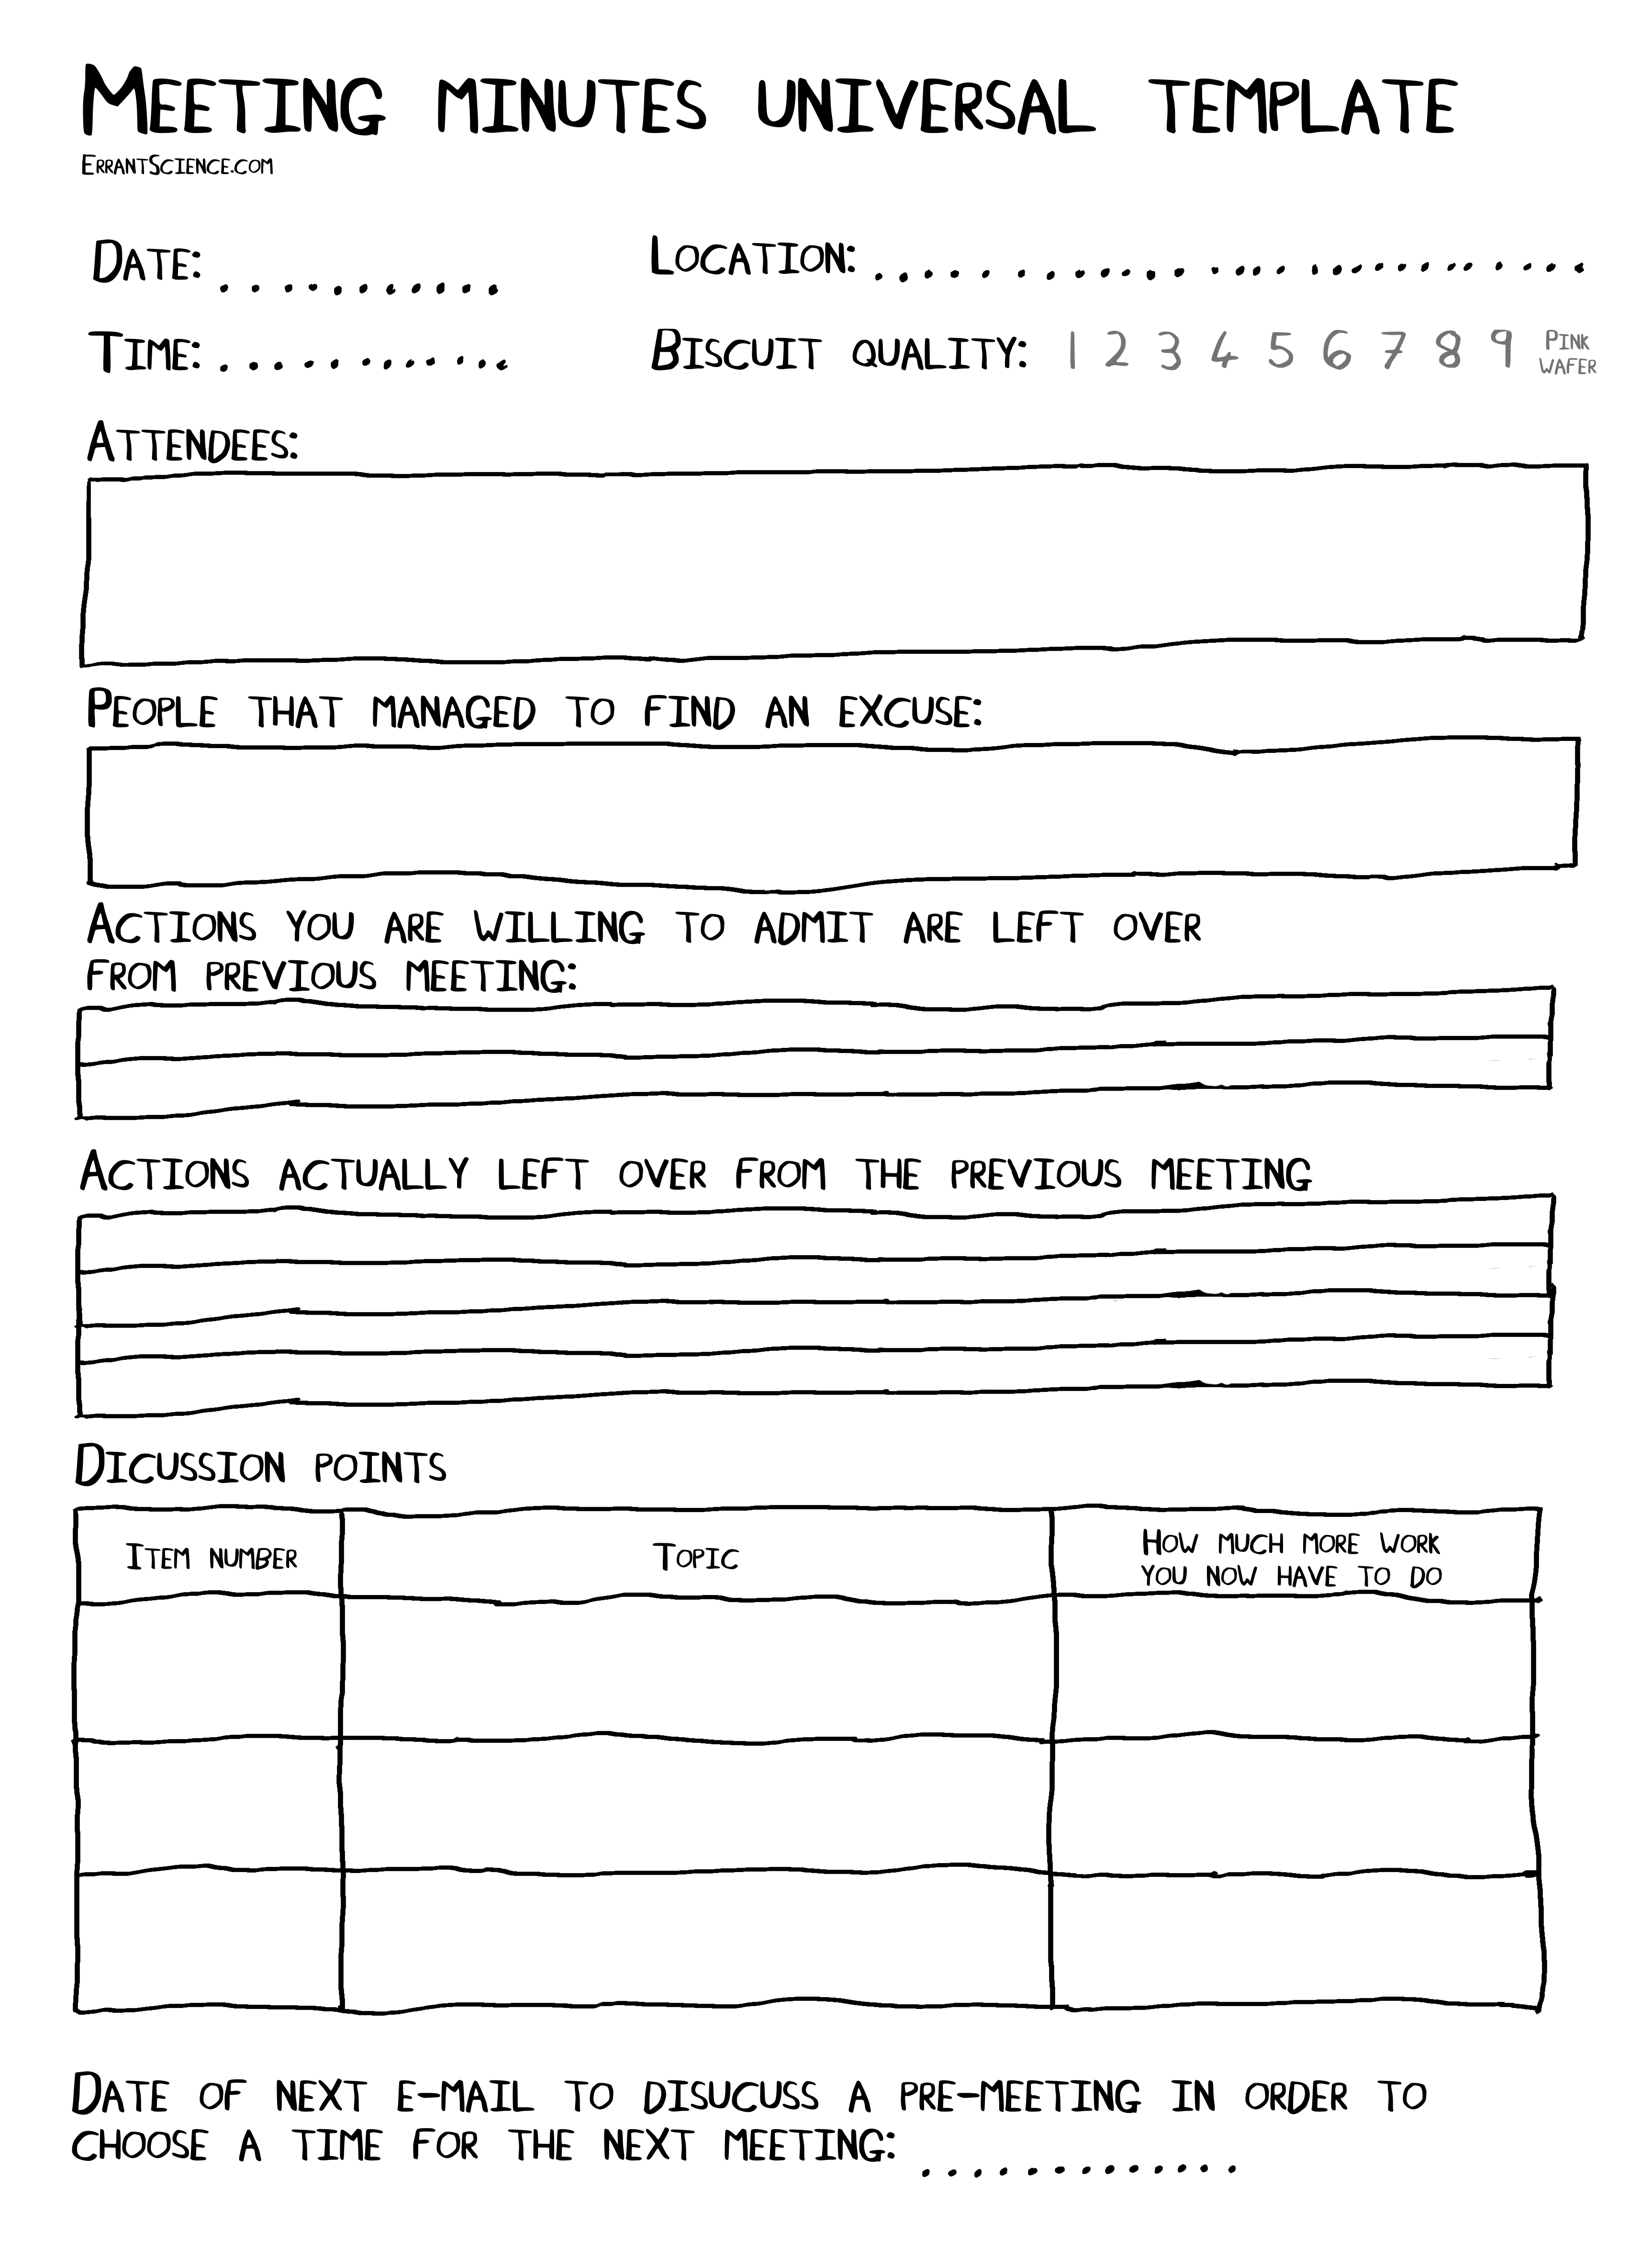 Meeting minutes universal template
ErrantScience.com
Date: ........... Location: ............................
Time: ........... Biscuit quality: 1 2 3 4 5 6 7 8 9 Pink wafer
Attendees:
People that managed to find an excuse:
Actions you are willing to admit are left over
from previous meeting:
Actions actually left over from the previous meeting
Dicussion points
Item number Topic How much more work
you now have to do
Date of next e-mail to disucuss a pre-meeting in order to
choose a time for the next meeting: .............